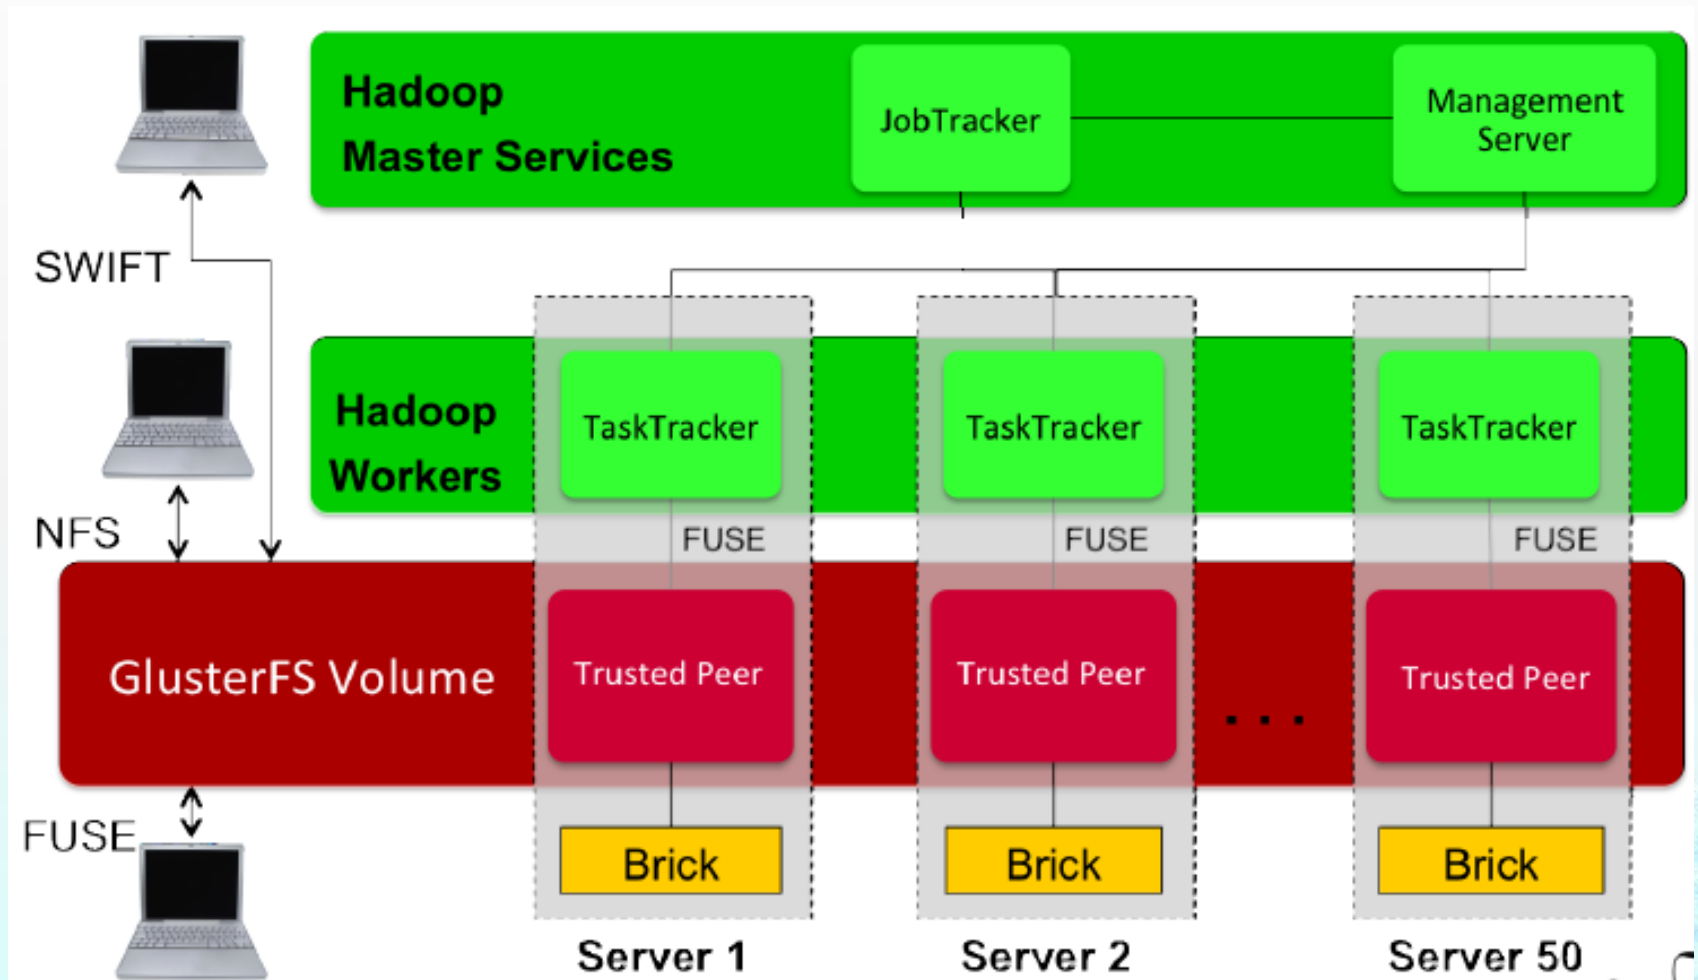 Hadoop
Master Services
JobTracker
Management
Server
SWIFT
Hadoop
Workers
TaskTracker
TaskTracker
TaskTracker
NFS
FUSE
FUSE
FUSE
GlusterFS Volume
Trusted Peer
Trusted Peer
. . .
Trusted Peer
FUSE
Brick
Brick
Brick
Server 1
Server 2
Server 50